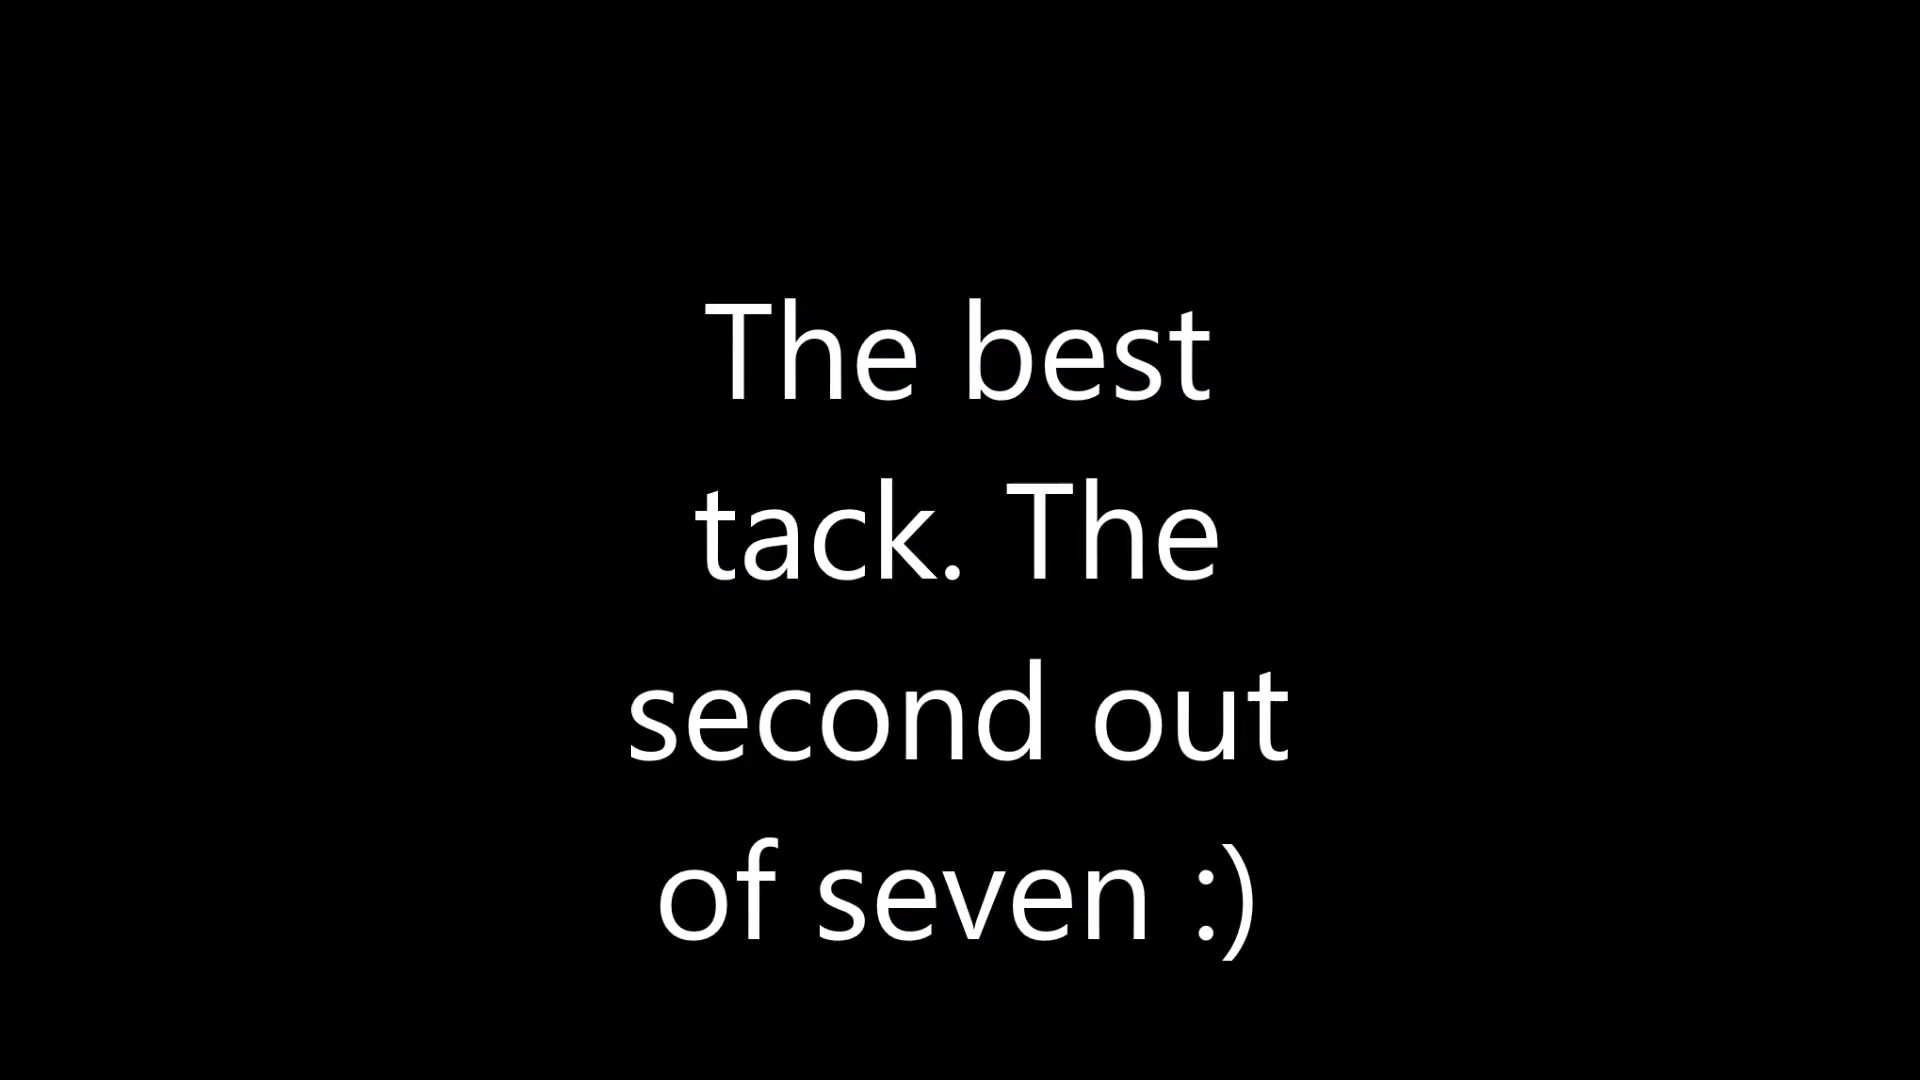 The best
tack. The
second out
of seven :)